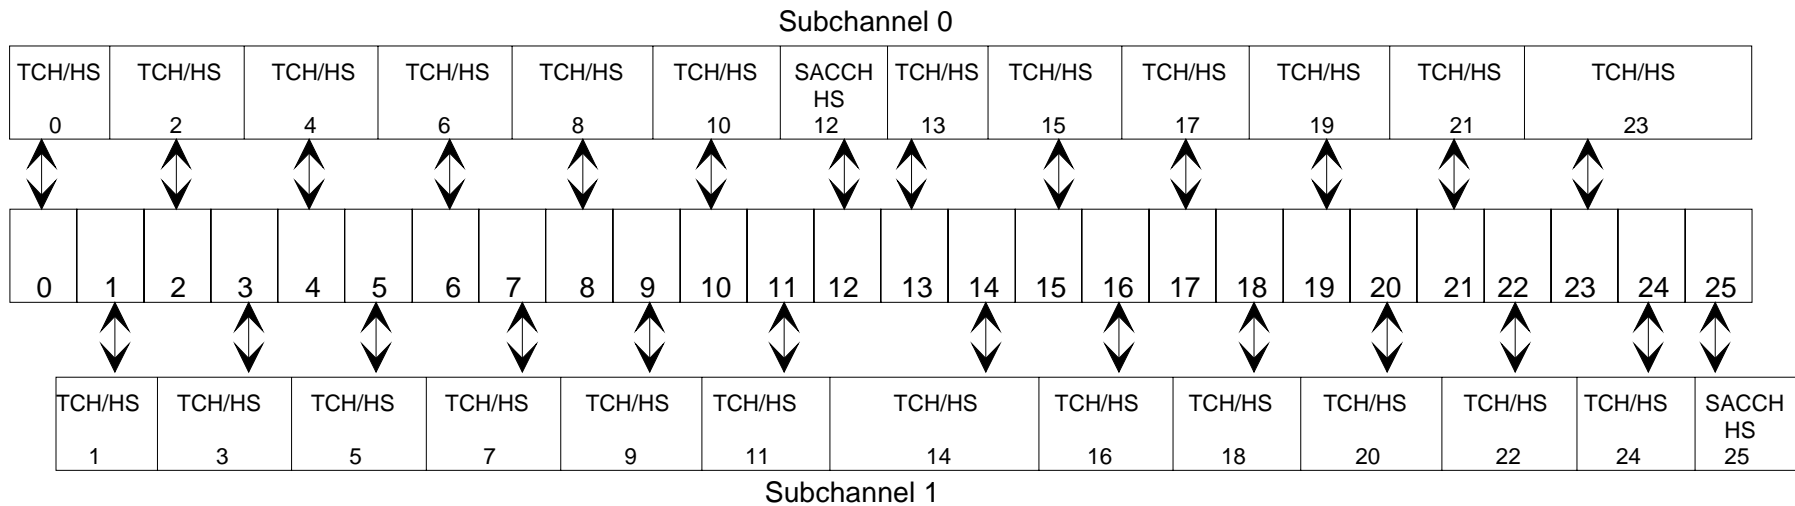 Subchannel 0
TCH/HS TCH/HS TCH/HS TCH/HS TCH/HS TCH/HS SACCH TCH/HS TCH/HS TCH/HS TCH/HS TCH/HS TCH/HS
HS
0 2 4 6 8 10 12 13 15 17 19 21 23
0 1 2 3 4 5 6 7 8 9 10 11 12 13 14 15 16 17 18 19 20 21 22 23 24 25
TCH/HS TCH/HS TCH/HS TCH/HS TCH/HS TCH/HS TCH/HS TCH/HS TCH/HS TCH/HS TCH/HS TCH/HS SACCH
HS
1 3 5 7 9 11 14 16 18 20 22 24 25
Subchannel 1